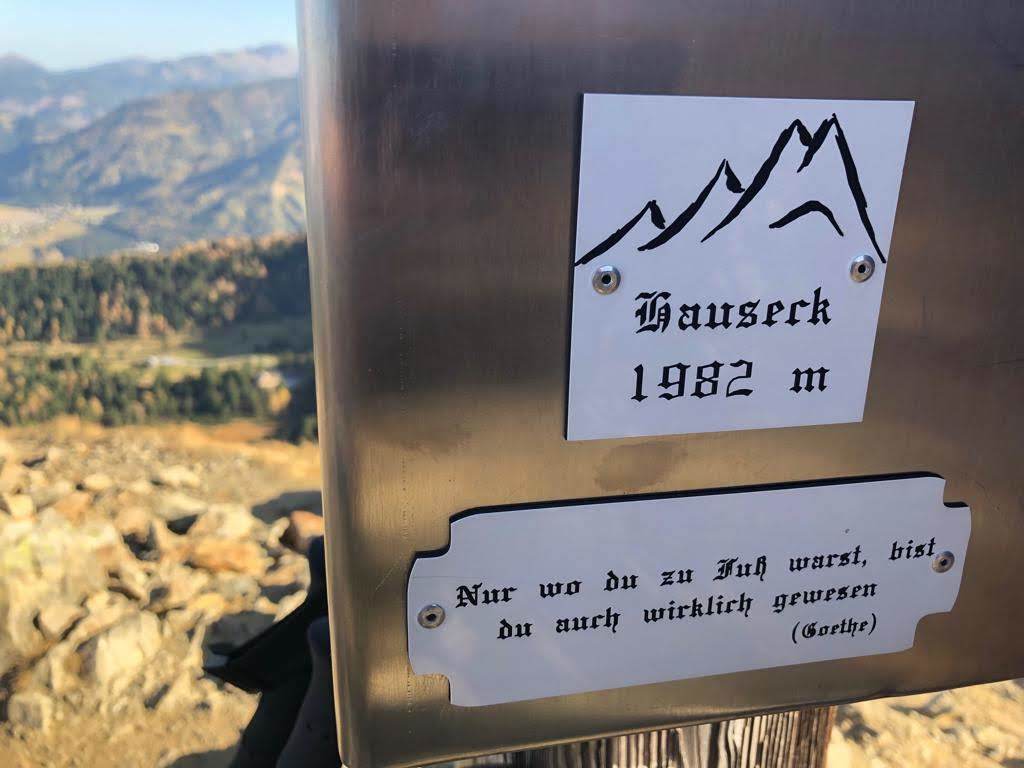 Hauseck
1982 m
Nur wo du zu Fuß warst, bist
du auch wirklich gewesen
(Goethe)